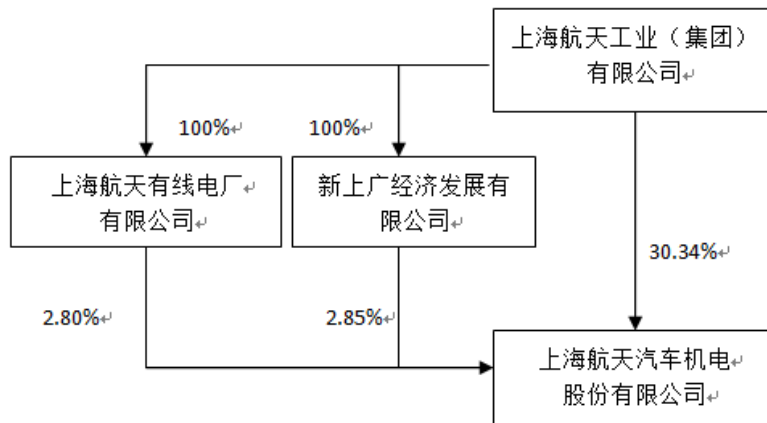 上海航天工业（集团）
有限公司↵
100%↵
100%↵
上海航天有线电厂↵
有限公司↵
新上广经济发展有
限公司↵
30.34%↵
2.80%↵
2.85%↵
上海航天汽车机电↵
股份有限公司↵